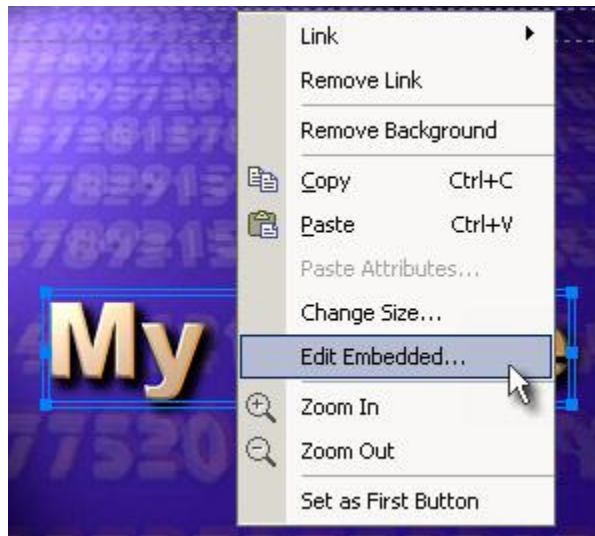 Link
Remove Link
Remove Background
Copy Ctrl+C
Paste Ctrl+V
Paste Attributes...
Change Size...
My
Edit Embedded...
Zoom In
Zoom Out
Set as First Button